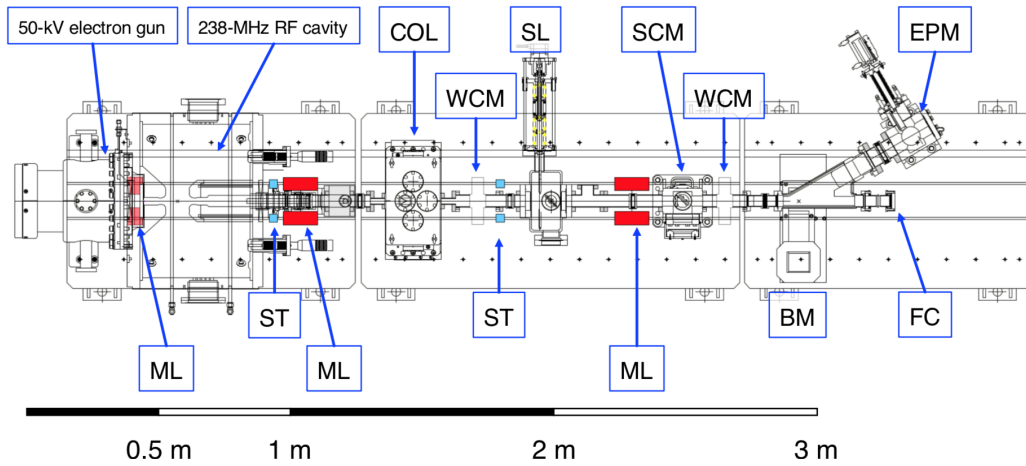 50-kV electron gun
238-MHz RF cavity
COL
SL
SCM
EPM
WCM
WCM
ST
ST
BM
FC
ML
ML
ML
0.5 m
1 m
2 m
3 m